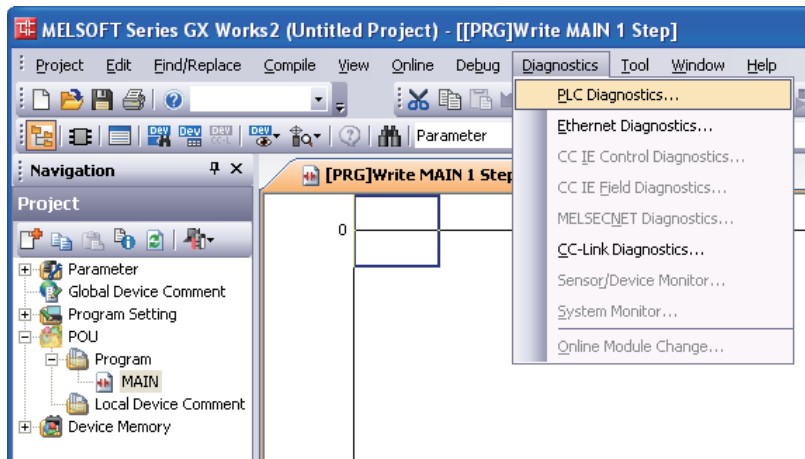 MELSOFT Series GX Works2 (Untitled Project) - [[PRG]Write MAIN 1 Step]
Project Edit Find/Replace Compile View Online Debug Diagnostics Tool Window Help
PLC Diagnostics...
Ethernet Diagnostics...
CC IE Control Diagnostics...
CC IE Field Diagnostics...
MELSECNET Diagnostics...
CC-Link Diagnostics...
Sensor/Device Monitor...
System Monitor...
Online Module Change...
Parameter
Navigation
[PRG]Write MAIN 1 Step
Project
0
Parameter
Global Device Comment
Program Setting
POU
Program
MAIN
Local Device Comment
Device Memory